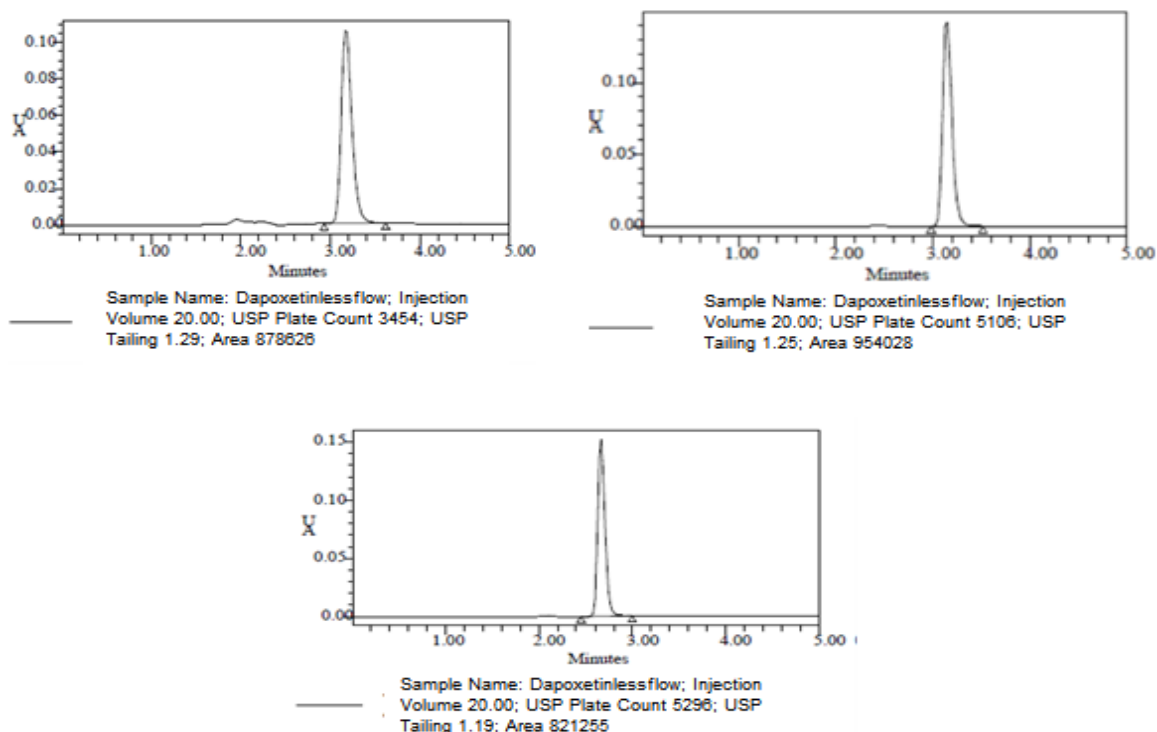 0.10
0.08
0.06
AU
0.04
0.02
0.00
1.00 2.00 3.00 4.00 5.00
Minutes
Sample Name: Dapoxetinlessflow; Injection
Volume 20.00; USP Plate Count 3454; USP
Tailing 1.29; Area 878626
0.10
AU
0.05
0.00
1.00 2.00 3.00 4.00 5.00
Minutes
Sample Name: Dapoxetinlessflow; Injection
Volume 20.00; USP Plate Count 5106; USP
Tailing 1.25; Area 954028
0.15
0.10
AU
0.05
0.00
1.00 2.00 3.00 4.00 5.00
Minutes
Sample Name: Dapoxetinlessflow; Injection
Volume 20.00; USP Plate Count 5296; USP
Tailing 1.19; Area 821255